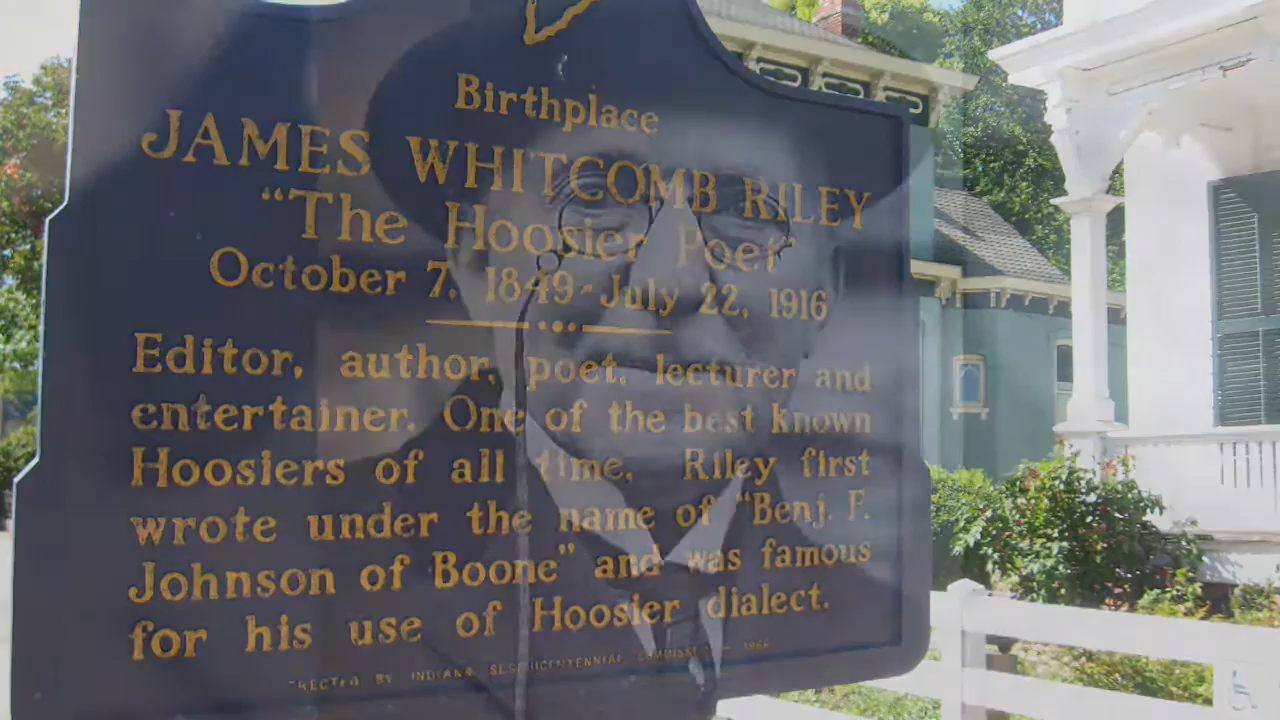 Birthplace
JAMES WHITCOMB RILEY
"The Hoosier Poet"
October 7, 1849-July 22, 1916
Editor, author, poet, lecturer and
entertainer. One of the best known
Hoosiers of all time. Riley first
wrote under the name of "Benj. F.
Johnson of Boone" and was famous
for his use of Hoosier dialect.
ERECTED BY INDIANA SESQUICENTENNIAL COMMISSION 1966